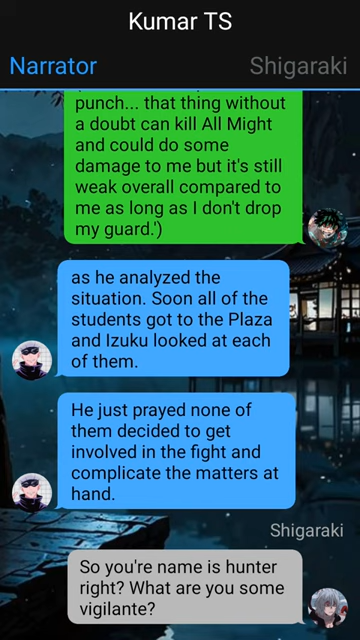 Kumar TS
Narrator
Shigaraki
punch... that thing without
a doubt can kill All Might
and could do some
damage to me but it's still
weak overall compared to
me as long as I don't drop
my guard.')
as he analyzed the
situation. Soon all of the
students got to the Plaza
and Izuku looked at each
of them.
He just prayed none of
them decided to get
involved in the fight and
complicate the matters at
hand.
Shigaraki
So you're name is hunter
right? What are you some
vigilante?